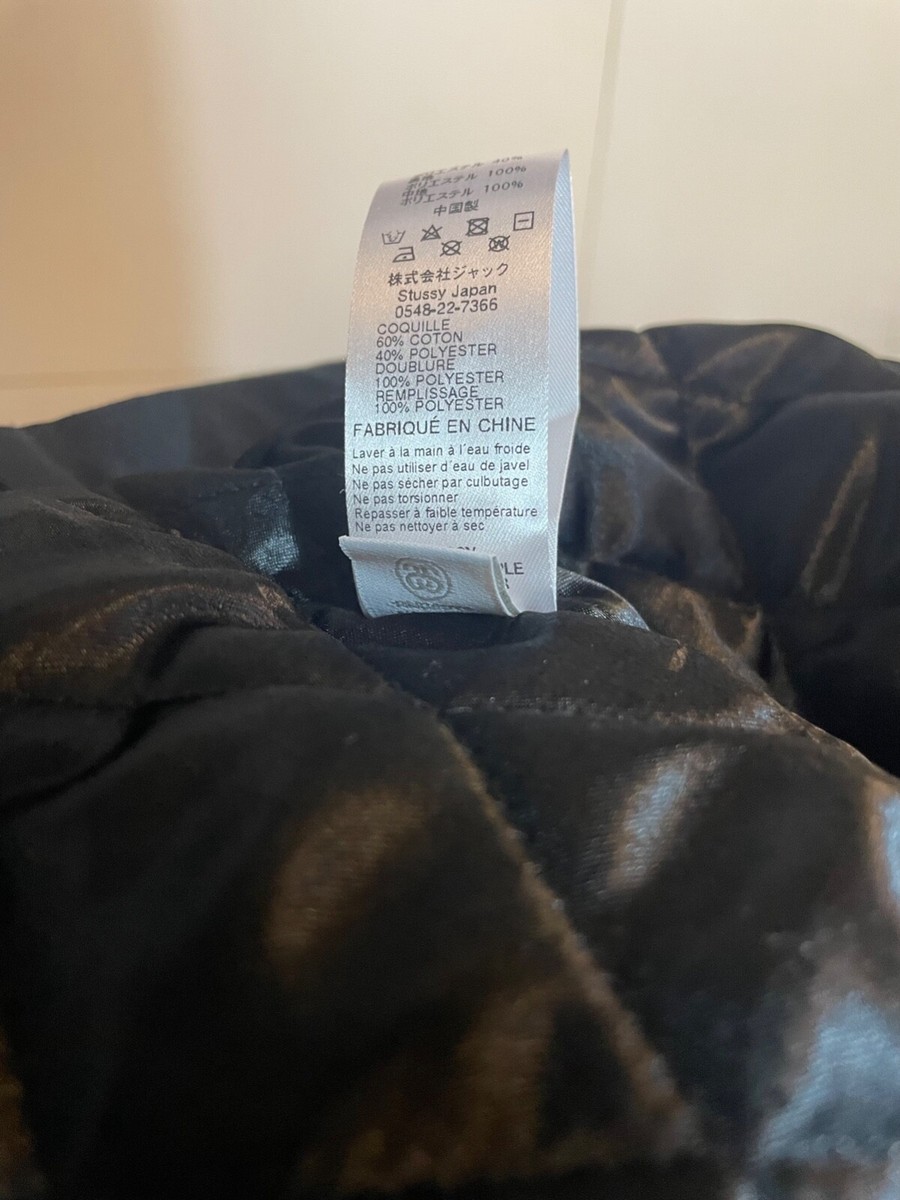 ポリエステル 100%
中綿
ポリエステル 100%
中国製
株式会社ジャック
Stussy Japan
0548-22-7366
COQUILLE
60% COTON
40% POLYESTER
DOUBLURE
100% POLYESTER
REMPLISSAGE
100% POLYESTER
FABRIQUÉ EN CHINE
Laver à la main à l'eau froide
Ne pas utiliser d'eau de javel
Ne pas sécher par culbutage
Ne pas torsionner
Repasser à faible température
Ne pas nettoyer à sec